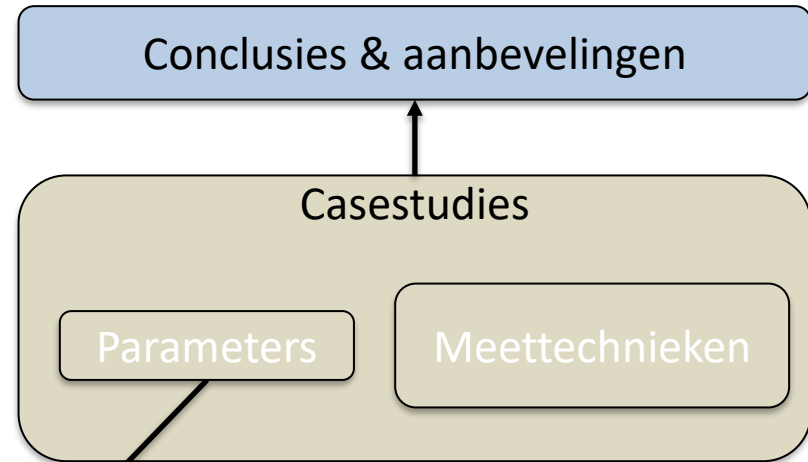 Conclusies & aanbevelingen
Casestudies
Parameters
Meettechnieken